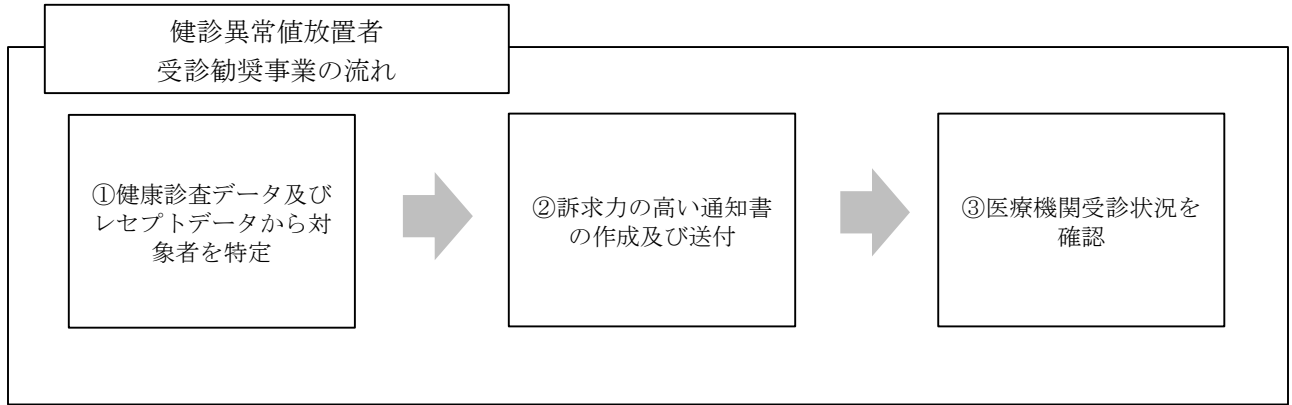 健診異常値放置者
受診勧奨事業の流れ
①健康診査データ及び
レセプトデータから対
象者を特定
②訴求力の高い通知書
の作成及び送付
③医療機関受診状況を
確認